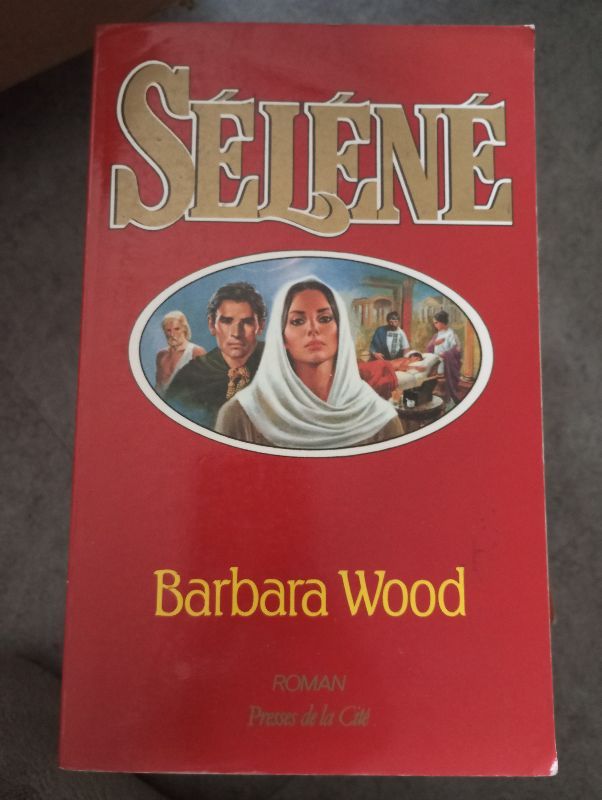 SÉLÉNÉ
Barbara Wood
ROMAN
Presses de la Cité